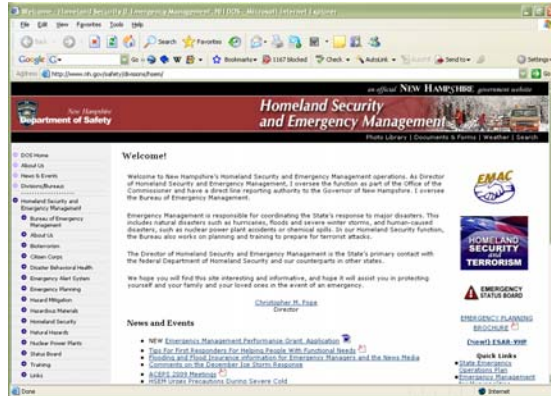 Welcome - Homeland Security & Emergency Management, NH DOS - Microsoft Internet Explorer
File Edit View Favorites Tools Help
Back Search Favorites
Google G Go Bookmarks 1167 blocked Check AutoLink Send to Settings
Address http://www.nh.gov/safety/divisions/hsem/
an official NEW HAMPSHIRE government website
New Hampshire
Department of Safety
Homeland Security
and Emergency Management
Photo Library | Documents & Forms | Weather | Search
DOS Home
About Us
News & Events
Divisions/Bureaus
Homeland Security and
Emergency Management
Bureau of Emergency
Management
About Us
Bioterrorism
Citizen Corps
Disaster Behavioral Health
Emergency Alert System
Emergency Planning
Hazard Mitigation
Hazardous Materials
Homeland Security
Natural Hazards
Nuclear Power Plants
Status Board
Training
Links
Welcome!
Welcome to New Hampshire's Homeland Security and Emergency Management operations. As Director
of Homeland Security and Emergency Management, I oversee the function as part of the Office of the
Commissioner and have a direct line reporting authority to the Governor of New Hampshire. I oversee
the Bureau of Emergency Management.
Emergency Management is responsible for coordinating the State's response to major disasters. This
includes natural disasters such as hurricanes, floods and severe winter storms, and human-caused
disasters, such as nuclear power plant accidents or chemical spills. In our Homeland Security function,
the Bureau also works on planning and training to prepare for terrorist attacks.
The Director of Homeland Security and Emergency Management is the State's primary contact with
the federal Department of Homeland Security and our counterparts in other states.
We hope you will find this site interesting and informative, and hope it will assist you in protecting
yourself and your family and your loved ones in the event of an emergency.
Christopher M. Pope
Director
News and Events
NEW Emergency Management Performance Grant Application
Tips For First Responders For Helping People With Functional Needs
Flooding and Flood Insurance information for Emergency Managers and the News Media
Comments on the December Ice Storm Response
ACEPS 2009 Meetings
HSEM Urges Precautions During Severe Cold
EMAC
HOMELAND
SECURITY
and
TERRORISM
EMERGENCY
STATUS BOARD
EMERGENCY PLANNING
BROCHURE
(New!) ESAR-VHP
Quick Links
State Emergency
Operations Plan
Emergency Management
Done
Internet